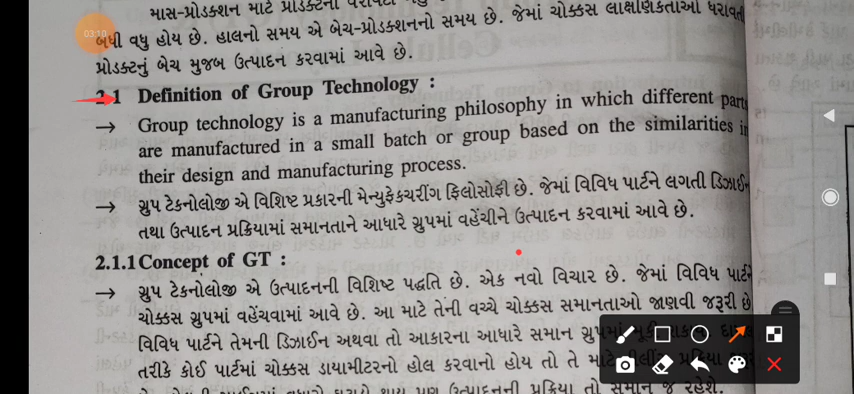 માસ-પ્રોડક્શન માટે પ્રોડક્ટના
બધી વધુ હોય છે. હાલનો સમય એ બેચ-પ્રોડક્શનનો સમય છે. જેમાં ચોક્કસ લાક્ષણિકતાઓ ધરાવતી
પ્રોડક્ટનું બેચ મુજબ ઉત્પાદન કરવામાં આવે છે.
03:10
2.1 Definition of Group Technology :
→ Group technology is a manufacturing philosophy in which different parts
are manufactured in a small batch or group based on the similarities in
their design and manufacturing process.
→ ગ્રુપ ટેકનોલોજી એ વિશિષ્ટ પ્રકારની મેન્યુફેકચરીંગ ફિલોસોફી છે. જેમાં વિવિધ પાર્ટને લગતી ડિઝાઈન
તથા ઉત્પાદન પ્રક્રિયામાં સમાનતાને આધારે ગ્રુપમાં વહેંચીને ઉત્પાદન કરવામાં આવે છે.
2.1.1 Concept of GT :
→ ગ્રુપ ટેકનોલોજી એ ઉત્પાદનની વિશિષ્ટ પદ્ધતિ છે. એક નવો વિચાર છે. જેમાં વિવિધ પાર્ટને
ચોક્કસ ગ્રુપમાં વહેંચવામાં આવે છે. આ માટે તેની વચ્ચે ચોક્કસ સમાનતાઓ જાણવી જરૂરી છે
વિવિધ પાર્ટને તેમની ડિઝાઈન અથવા તો આકારના આધારે સમાન
તરીકે કોઈ પાર્ટમાં ચોક્કસ ડાયામીટરનો હોલ કરવાનો હોય તો તે
ઉત્પાદનની પ્રક્રિયા તો સમાન જ રહેશે.